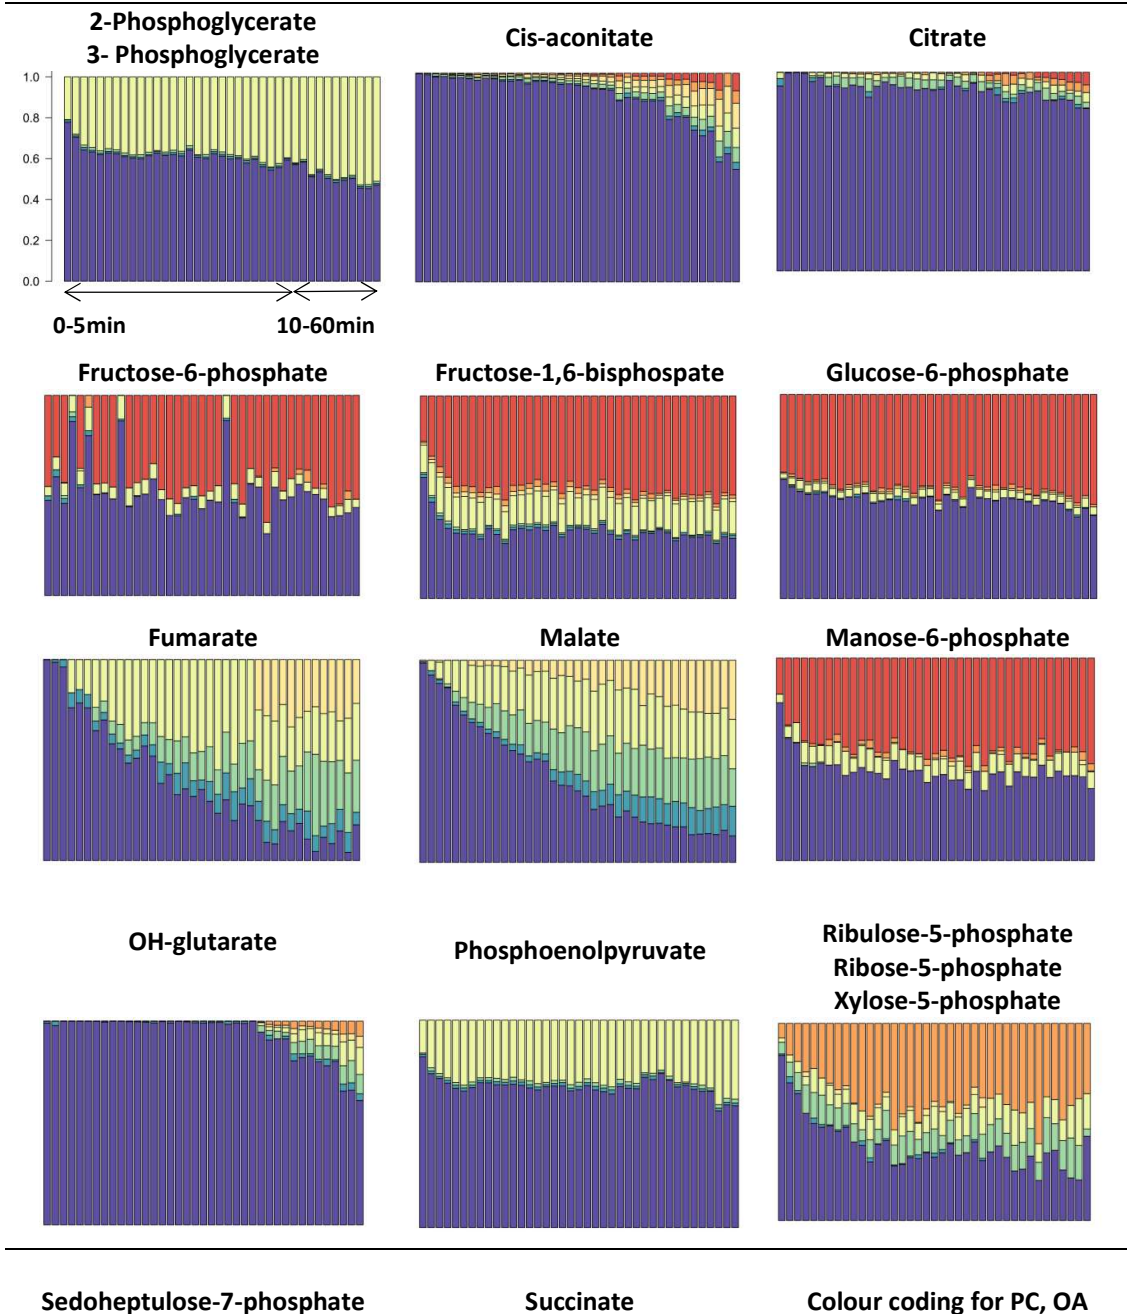 2-Phosphoglycerate
3- Phosphoglycerate
Cis-aconitate
Citrate
1.0
0.8
0.6
0.4
0.2
0.0
0-5min
10-60min
Fructose-6-phosphate
Fructose-1,6-bisphospate
Glucose-6-phosphate
Fumarate
Malate
Manose-6-phosphate
OH-glutarate
Phosphoenolpyruvate
Ribulose-5-phosphate
Ribose-5-phosphate
Xylose-5-phosphate
Sedoheptulose-7-phosphate
Succinate
Colour coding for PC, OA